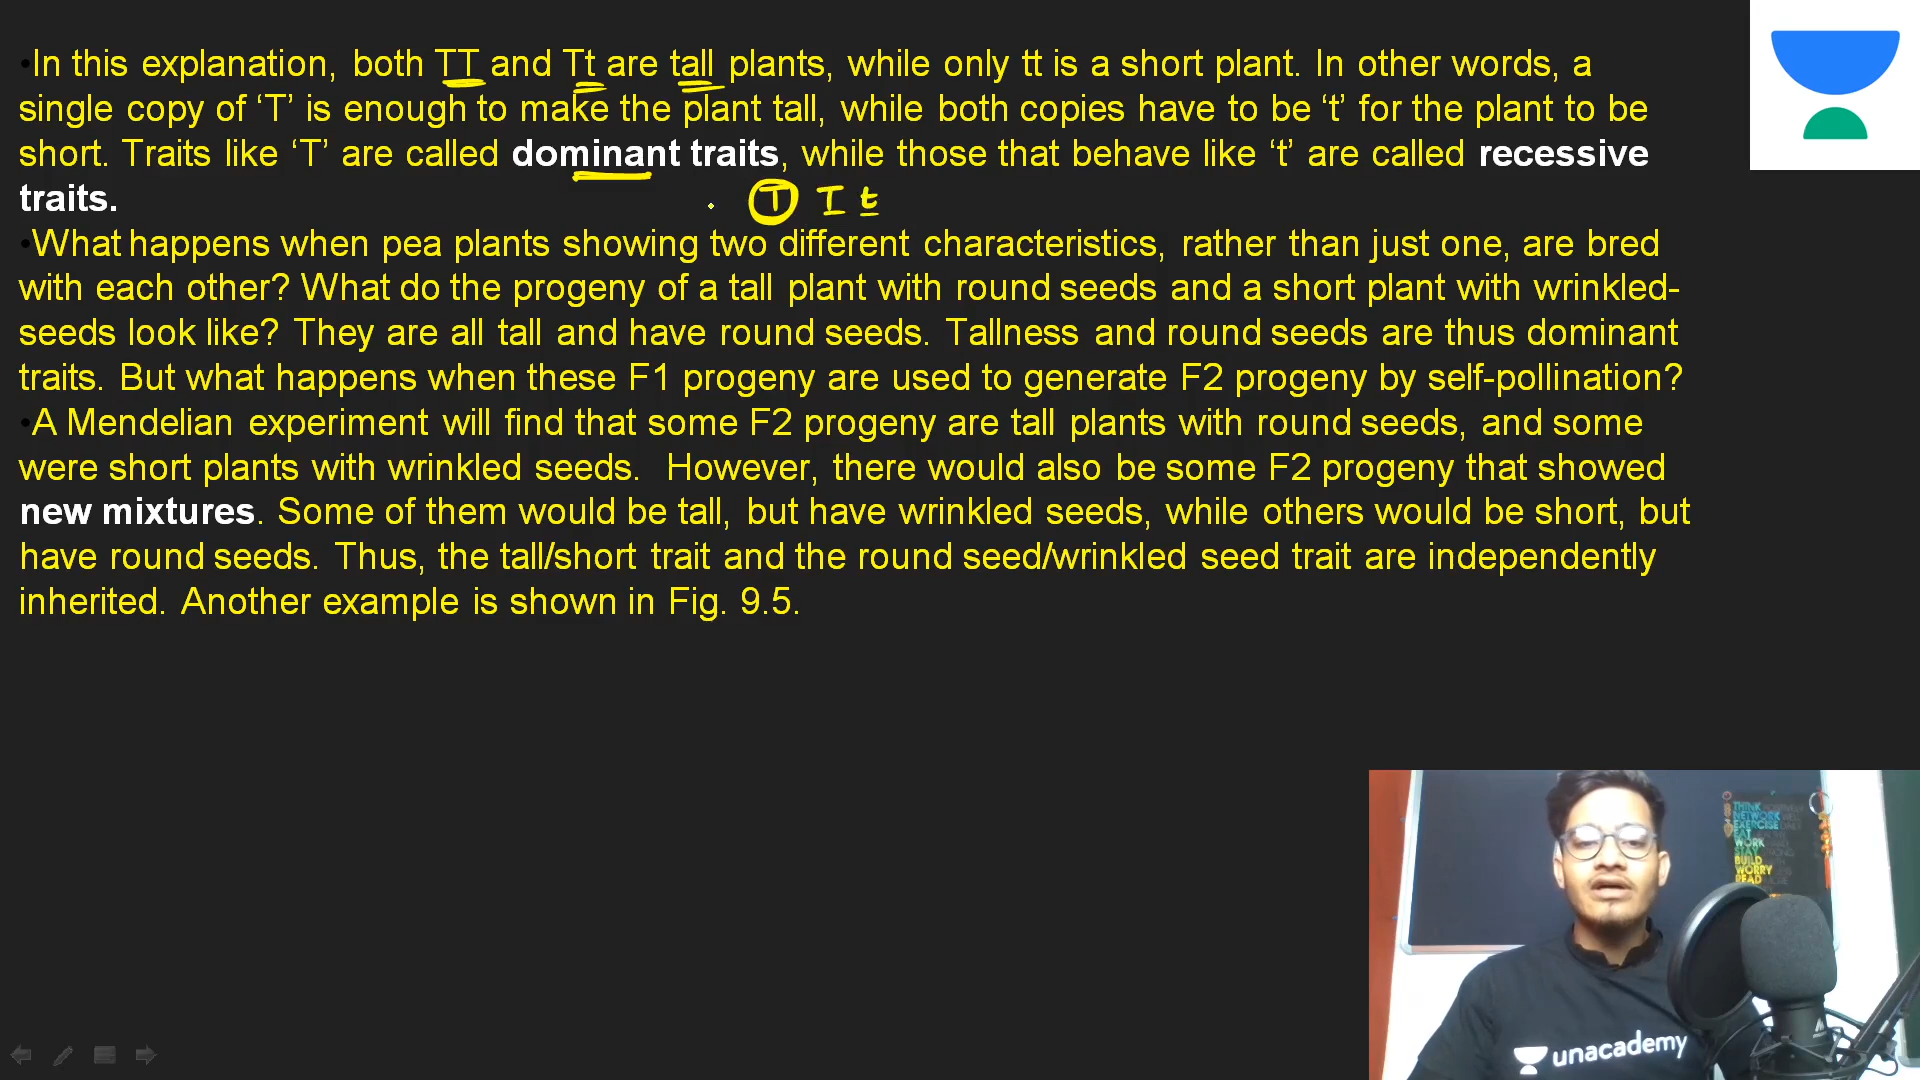 •In this explanation, both TT and Tt are tall plants, while only tt is a short plant. In other words, a
single copy of ‘T’ is enough to make the plant tall, while both copies have to be ‘t’ for the plant to be
short. Traits like ‘T’ are called dominant traits, while those that behave like ‘t’ are called recessive
traits.
T T t
•What happens when pea plants showing two different characteristics, rather than just one, are bred
with each other? What do the progeny of a tall plant with round seeds and a short plant with wrinkled-
seeds look like? They are all tall and have round seeds. Tallness and round seeds are thus dominant
traits. But what happens when these F1 progeny are used to generate F2 progeny by self-pollination?
•A Mendelian experiment will find that some F2 progeny are tall plants with round seeds, and some
were short plants with wrinkled seeds. However, there would also be some F2 progeny that showed
new mixtures. Some of them would be tall, but have wrinkled seeds, while others would be short, but
have round seeds. Thus, the tall/short trait and the round seed/wrinkled seed trait are independently
inherited. Another example is shown in Fig. 9.5.
THINK
NETWORK
EXERCISE
EAT
WORK
STAY
BUILD
WORRY
READ
unacademy